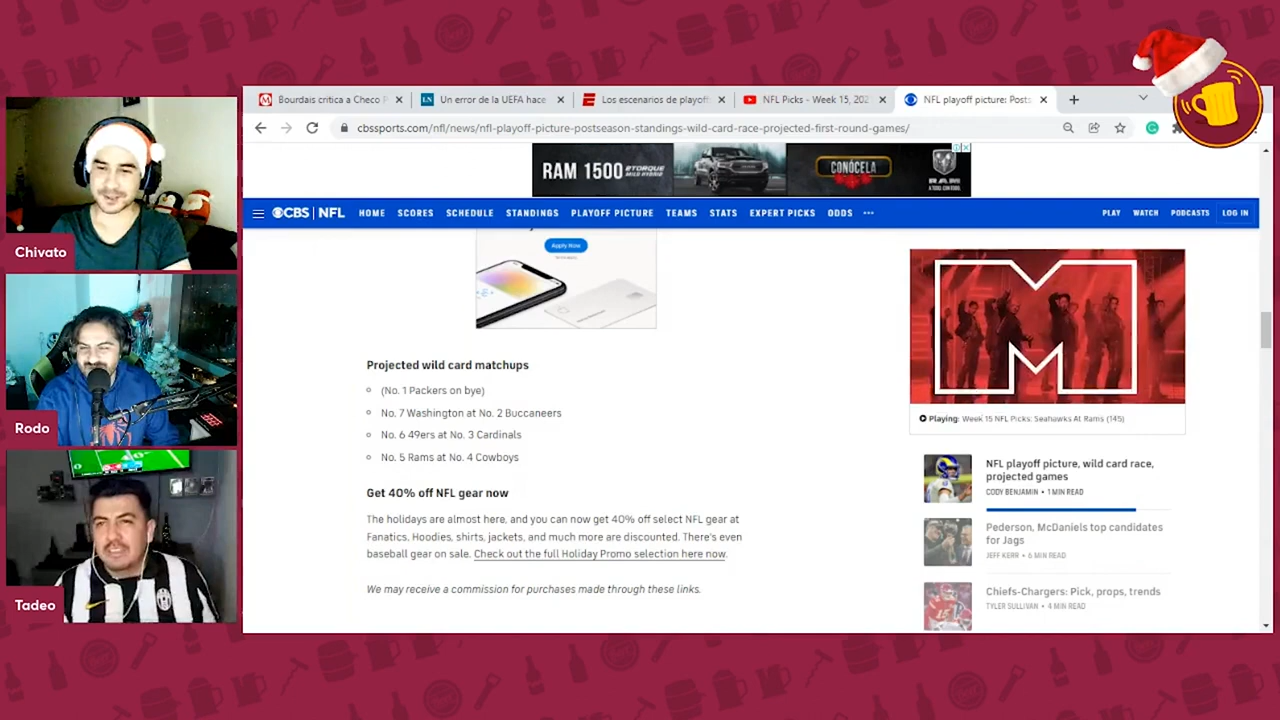 Bourdais critica a Checo P
Un error de la UEFA hace
Los escenarios de playoff
NFL Picks - Week 15, 202
NFL playoff picture: Posts
cbssports.com/nfl/news/nfl-playoff-picture-postseason-standings-wild-card-race-projected-first-round-games/
RAM 1500 CONÓCELA RAM
CBS NFL HOME SCORES SCHEDULE STANDINGS PLAYOFF PICTURE TEAMS STATS EXPERT PICKS ODDS ••• PLAY WATCH PODCASTS LOG IN
Apply Now
Chivato
Rodo
Tadeo
Projected wild card matchups
(No. 1 Packers on bye)
No. 7 Washington at No. 2 Buccaneers
No. 6 49ers at No. 3 Cardinals
No. 5 Rams at No. 4 Cowboys
Get 40% off NFL gear now
The holidays are almost here, and you can now get 40% off select NFL gear at
Fanatics. Hoodies, shirts, jackets, and much more are discounted. There's even
baseball gear on sale. Check out the full Holiday Promo selection here now.
We may receive a commission for purchases made through these links.
M
Playing: Week 15 NFL Picks: Seahawks At Rams (1:45)
NFL playoff picture, wild card race,
projected games
CODY BENJAMIN • 1 MIN READ
Pederson, McDaniels top candidates
for Jags
JEFF KERR • 6 MIN READ
Chiefs-Chargers: Pick, props, trends
TYLER SULLIVAN • 4 MIN READ